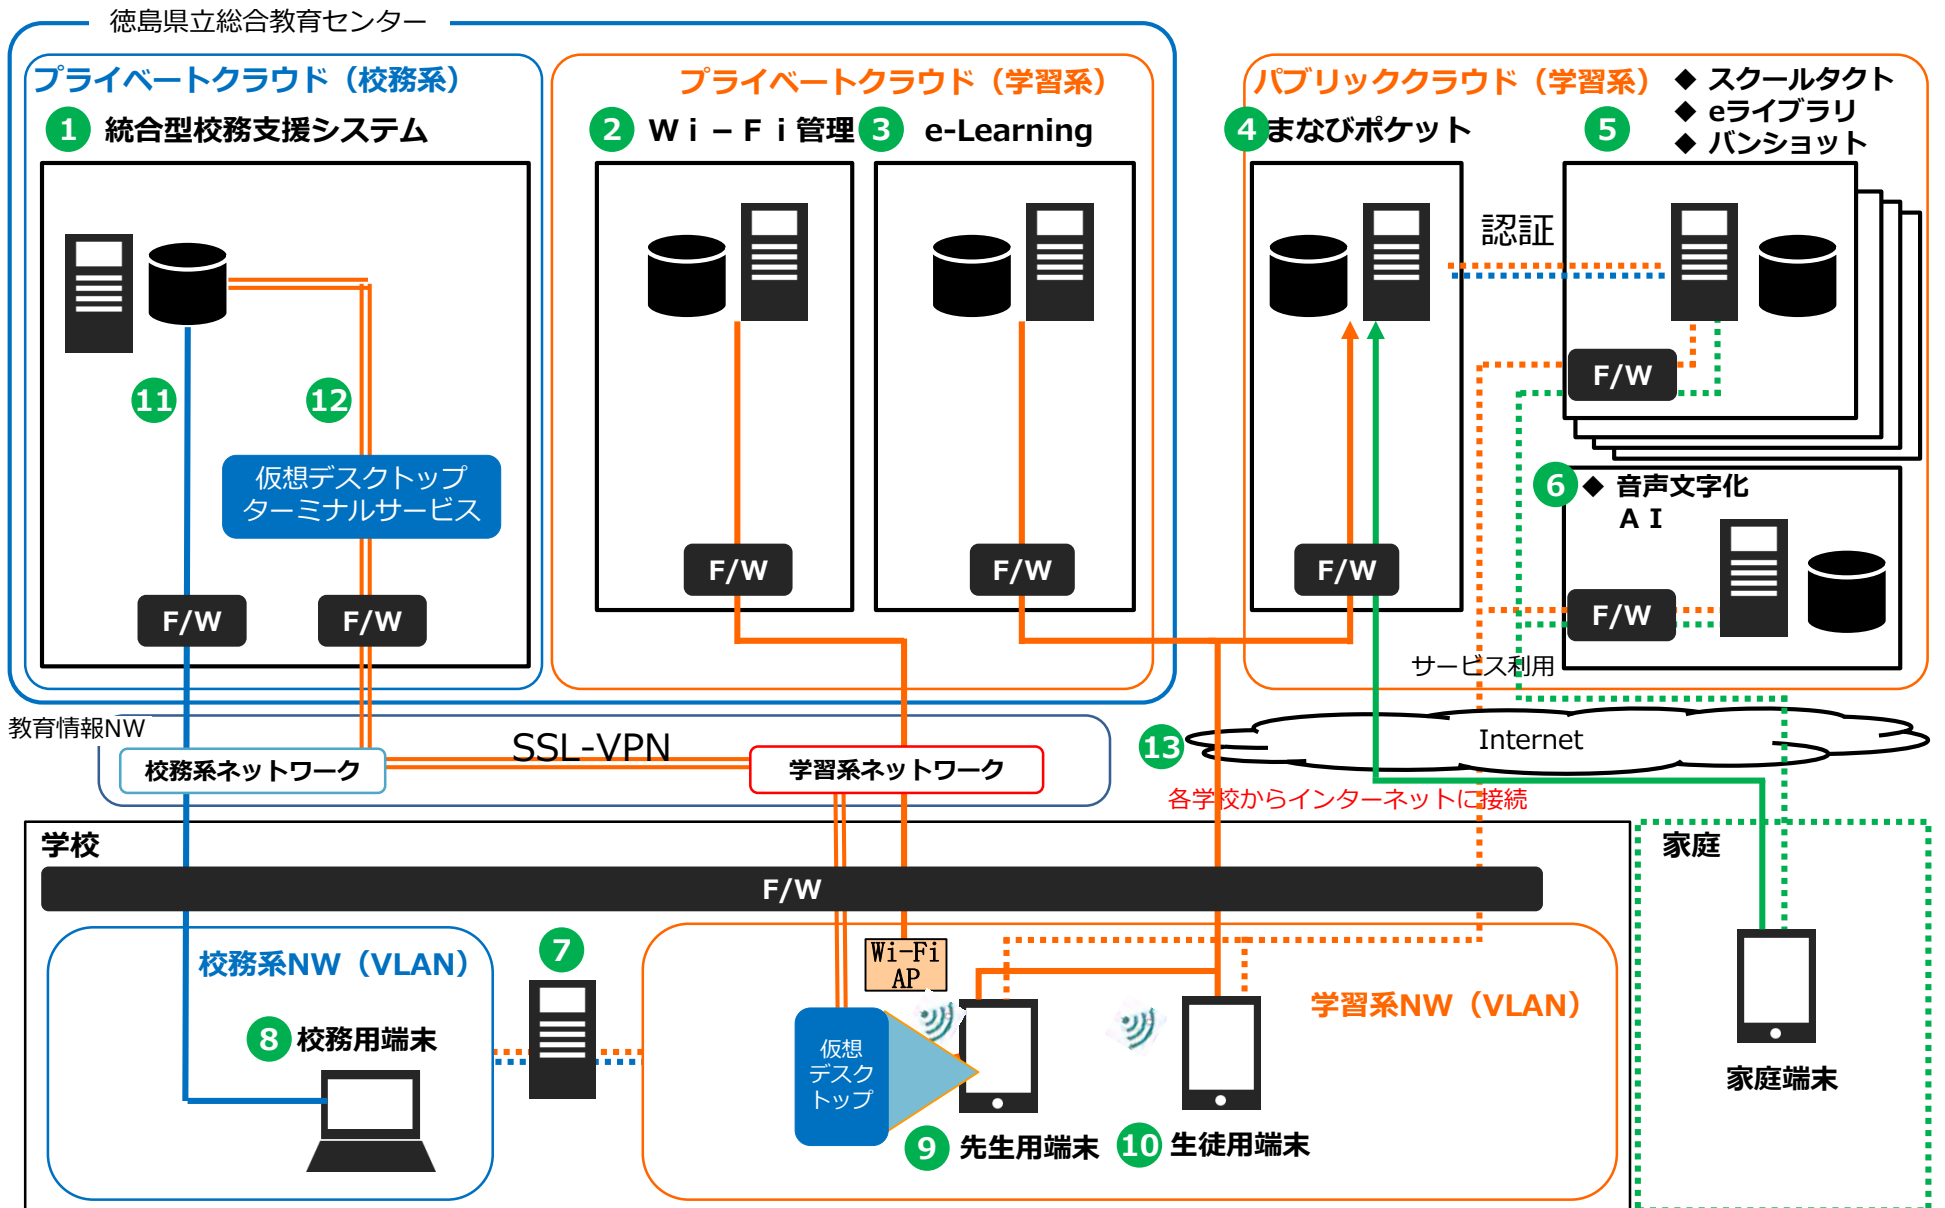 徳島県立総合教育センター
プライベートクラウド（校務系）
プライベートクラウド（学習系）
パブリッククラウド（学習系）
◆ スクールタクト
◆ eライブラリ
◆ バンショット
1 統合型校務支援システム
2 Ｗｉ－Ｆｉ管理
3 e-Learning
4 まなびポケット
5
認証
F/W
11
12
仮想デスクトップ
ターミナルサービス
6 ◆ 音声文字化
ＡＩ
F/W
F/W
F/W
F/W
F/W
F/W
サービス利用
教育情報NW
SSL-VPN
校務系ネットワーク
学習系ネットワーク
13
Internet
各学校からインターネットに接続
学校
家庭
F/W
校務系NW（VLAN）
7
Wi-Fi
AP
学習系NW（VLAN）
8 校務用端末
仮想
デスク
トップ
家庭端末
9 先生用端末
10 生徒用端末